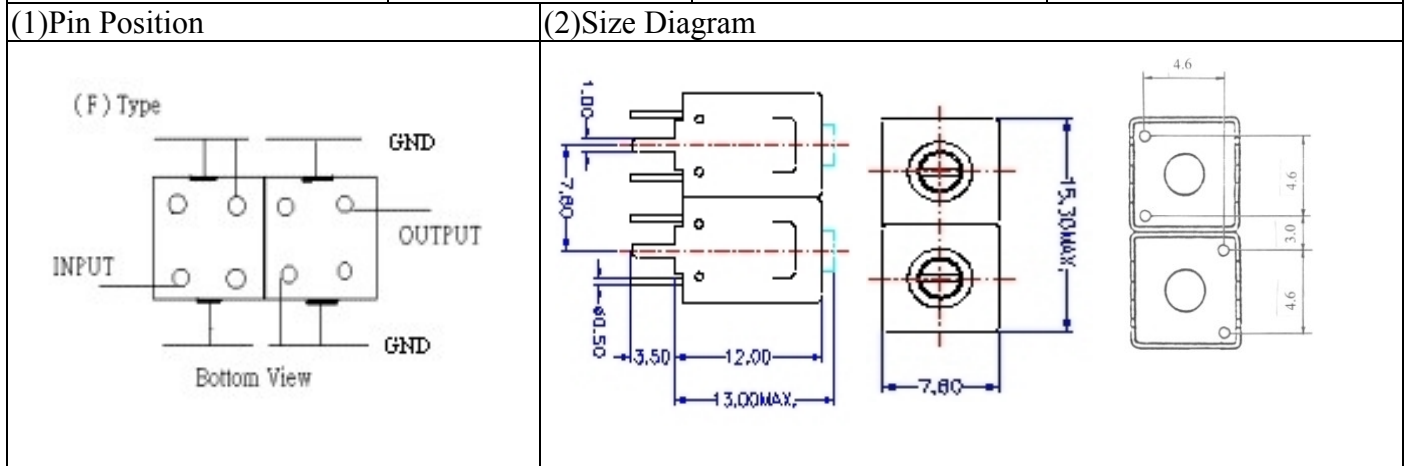 (1)Pin Position
(2)Size Diagram
(F) Type
GND
OUTPUT
INPUT
GND
Bottom View
1.00
7.60
ϕ0.50
3.50
12.00
13.00MAX.
15.30MAX.
7.60
4.6
4.6
3.0
4.6